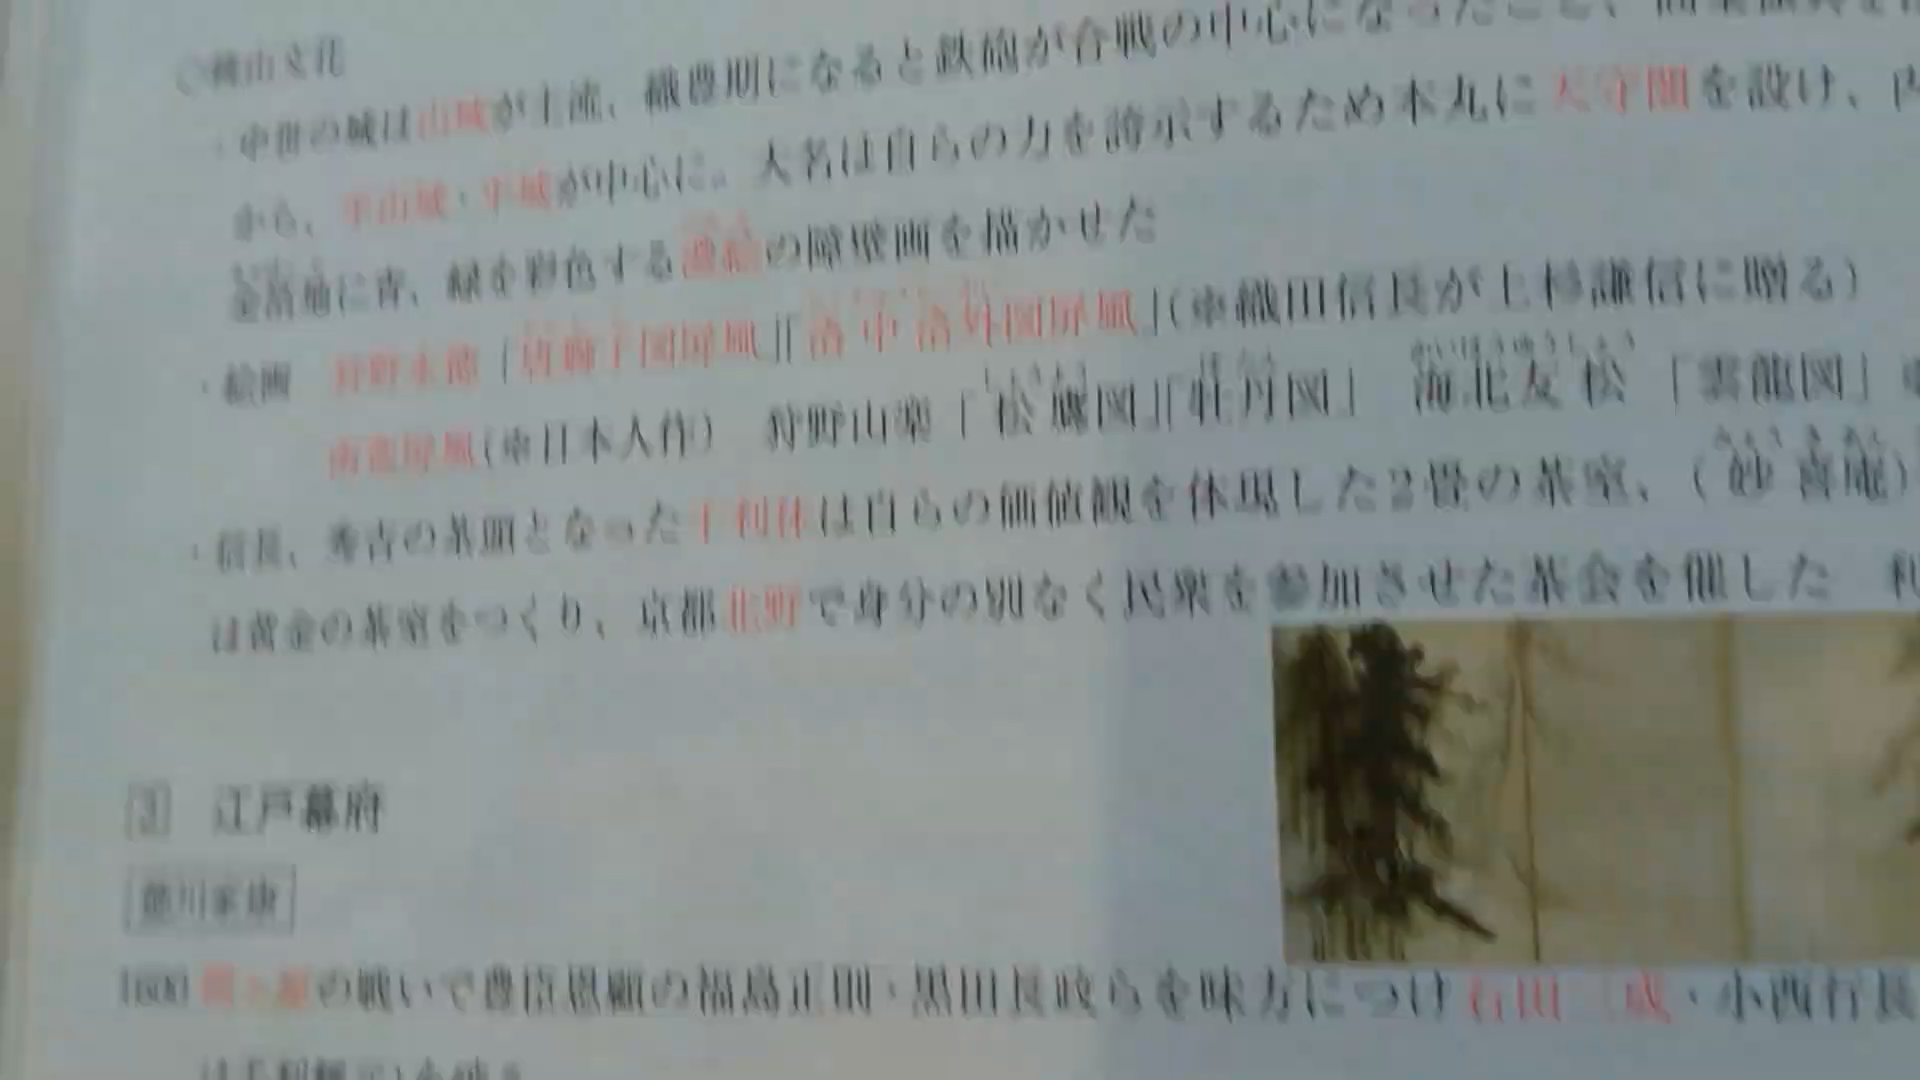 ○桃山文化
・中世の城は山城が主流、織豊期になると鉄砲が合戦の中心になったこと、
から、平山城・平城が中心に。大名は自らの力を誇示するため本丸に天守閣を設け、内
金箔地に青、緑を彩色する濃絵の障壁画を描かせた
・絵画 狩野永徳「唐獅子図屏風」「洛中洛外図屏風」(※織田信長が上杉謙信に贈る)
南蛮屏風(※日本人作) 狩野山楽「松鷹図」「牡丹図」 海北友松「雲龍図」
・信長、秀吉の茶頭となった千利休は自らの価値観を体現した2畳の茶室、(妙喜庵)
は黄金の茶室をつくり、京都北野で身分の別なく民衆を参加させた茶会を催した 利
3 江戸幕府
徳川家康
1600 関ヶ原の戦いで豊臣恩顧の福島正則・黒田長政らを味方につけ石田三成・小西行長